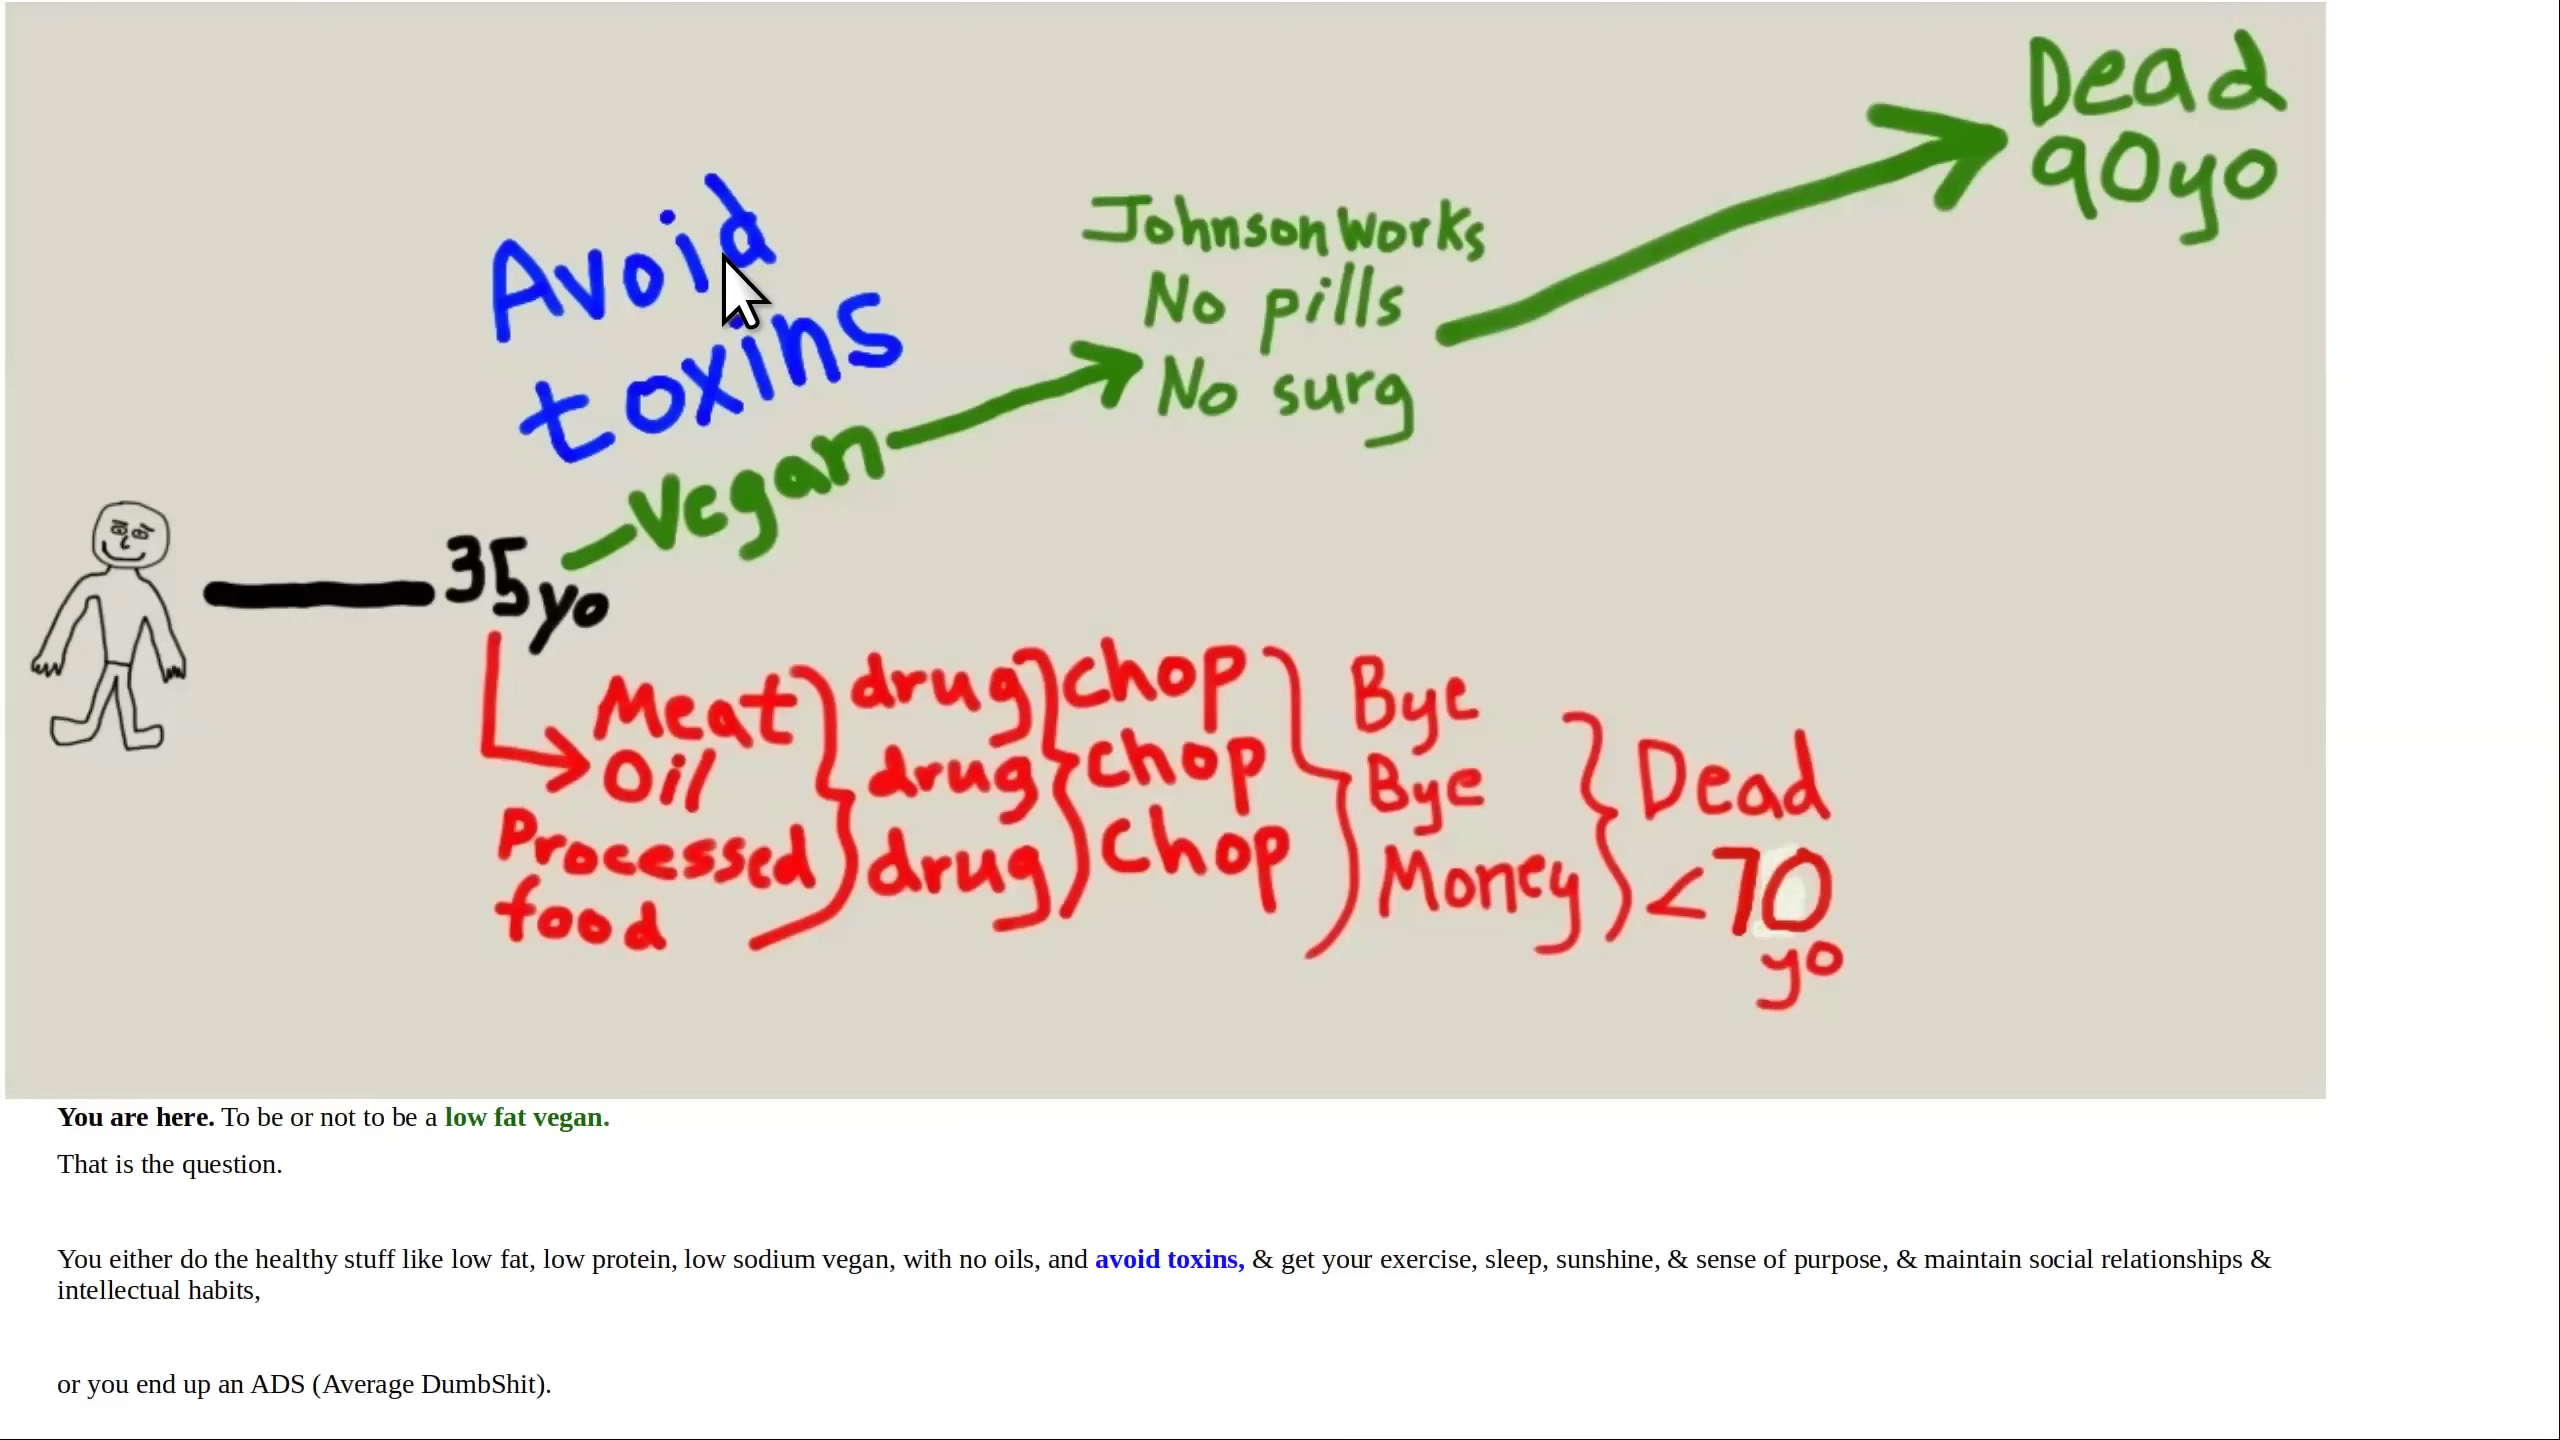 Dead
90yo
Avoid
toxins
Johnson Works
No pills
No surg
Vegan
35yo
Meat
Oil
Processed
food
drug
drug
drug
chop
chop
chop
Bye
Bye
Money
Dead
<70
yo
You are here. To be or not to be a low fat vegan.
That is the question.
You either do the healthy stuff like low fat, low protein, low sodium vegan, with no oils, and avoid toxins, & get your exercise, sleep, sunshine, & sense of purpose, & maintain social relationships &
intellectual habits,
or you end up an ADS (Average DumbShit).